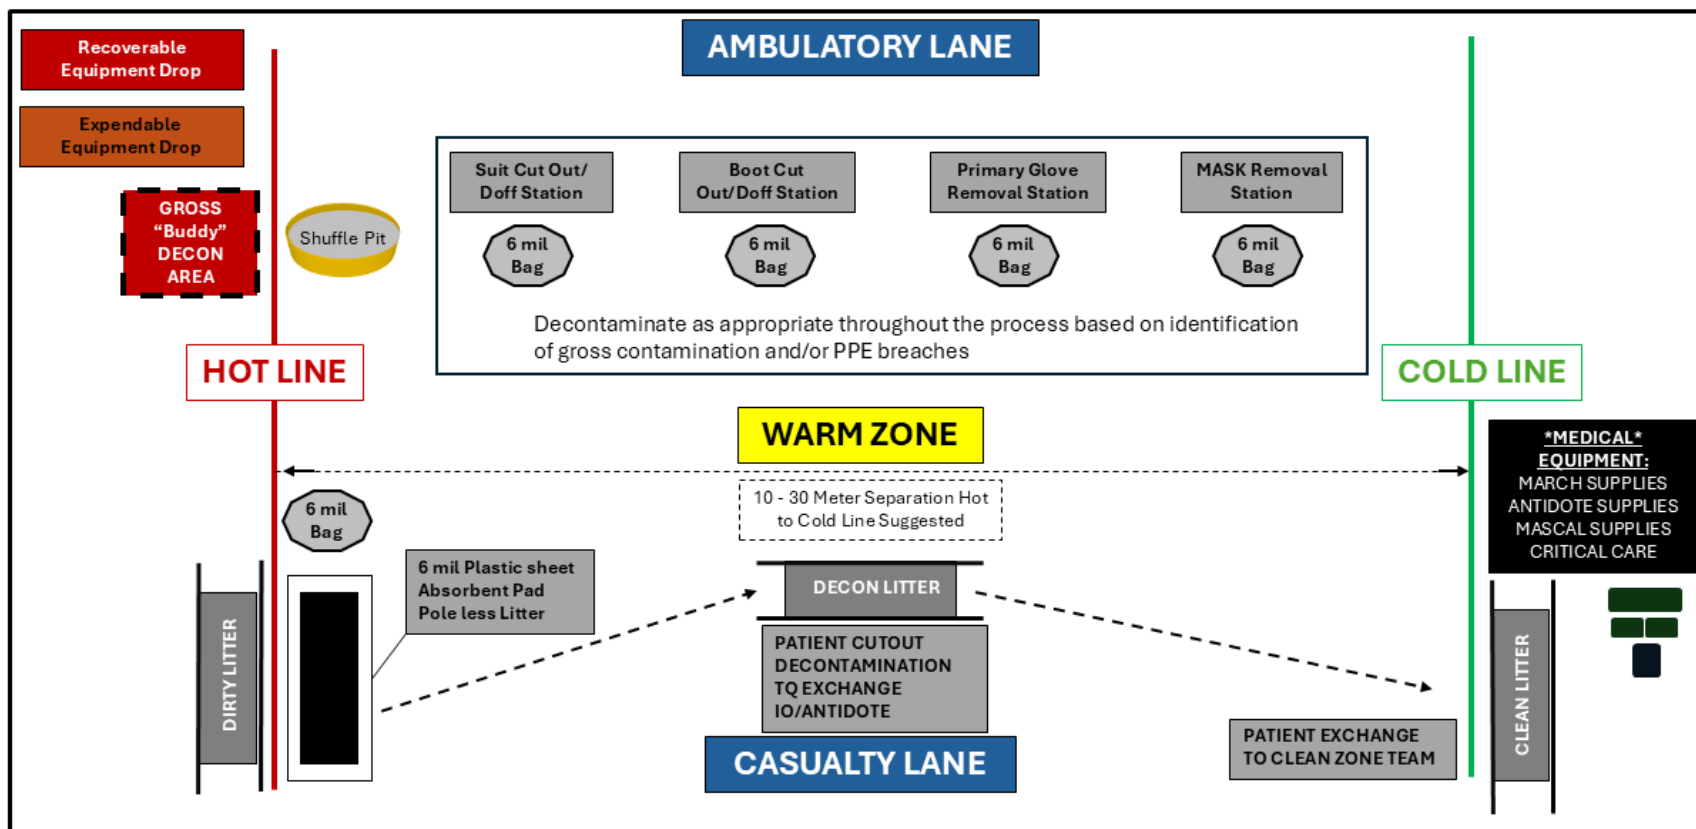 Recoverable
Equipment Drop
AMBULATORY LANE
Expendable
Equipment Drop
Suit Cut Out/
Doff Station
Boot Cut
Out/Doff Station
Primary Glove
Removal Station
MASK Removal
Station
GROSS
“Buddy”
DECON
AREA
Shuffle Pit
6 mil
Bag
6 mil
Bag
6 mil
Bag
6 mil
Bag
Decontaminate as appropriate throughout the process based on identification
of gross contamination and/or PPE breaches
HOT LINE
COLD LINE
WARM ZONE
10 - 30 Meter Separation Hot
to Cold Line Suggested
*MEDICAL*
EQUIPMENT:
MARCH SUPPLIES
ANTIDOTE SUPPLIES
MASCAL SUPPLIES
CRITICAL CARE
6 mil
Bag
6 mil Plastic sheet
Absorbent Pad
Pole less Litter
DIRTY LITTER
DECON LITTER
PATIENT CUTOUT
DECONTAMINATION
TQ EXCHANGE
IO/ANTIDOTE
CASUALTY LANE
PATIENT EXCHANGE
TO CLEAN ZONE TEAM
CLEAN LITTER